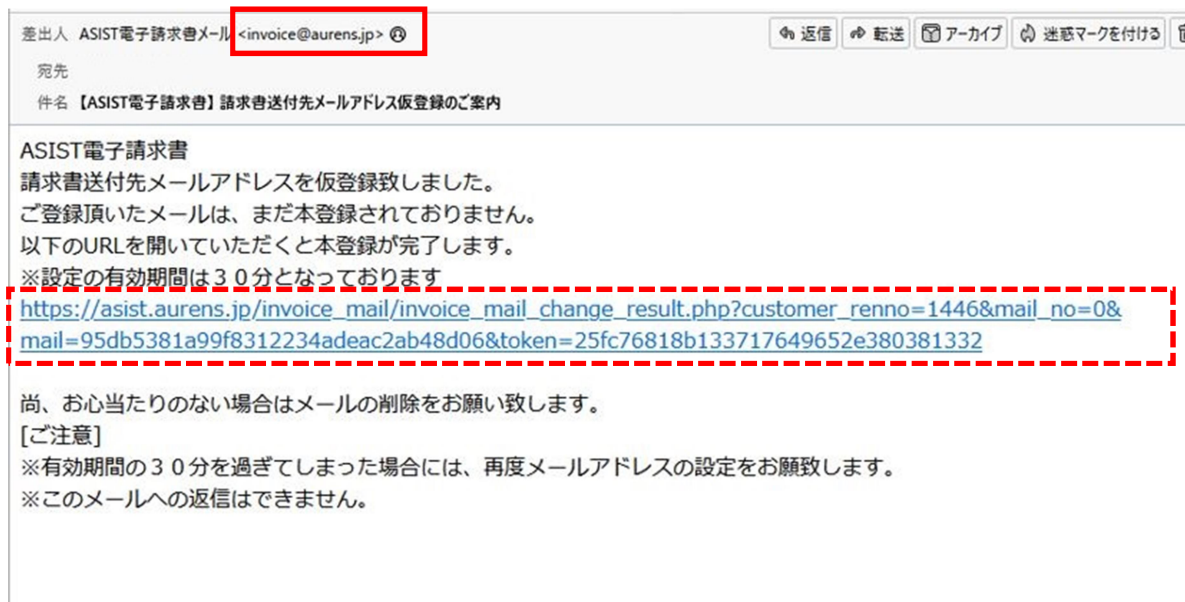 差出人 ASIST電子請求書メール <invoice@aurens.jp> 返信 転送 アーカイブ 迷惑マークを付ける
宛先
件名 【ASIST電子請求書】請求書送付先メールアドレス仮登録のご案内
ASIST電子請求書
請求書送付先メールアドレスを仮登録致しました。
ご登録頂いたメールは、まだ本登録されておりません。
以下のURLを開いていただくと本登録が完了します。
※設定の有効期間は３０分となっております
https://asist.aurens.jp/invoice_mail/invoice_mail_change_result.php?customer_renno=1446&mail_no=0&
mail=95db5381a99f8312234adeac2ab48d06&token=25fc76818b133717649652e380381332
尚、お心当たりのない場合はメールの削除をお願い致します。
[ご注意]
※有効期間の３０分を過ぎてしまった場合には、再度メールアドレスの設定をお願致します。
※このメールへの返信はできません。